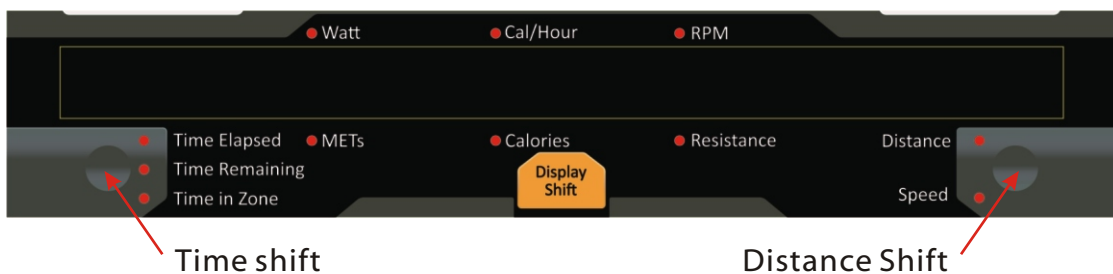 Watt Cal/Hour RPM
Time Elapsed METs Calories Resistance Distance
Time Remaining
Display
Shift
Time in Zone Speed
Time shift Distance Shift